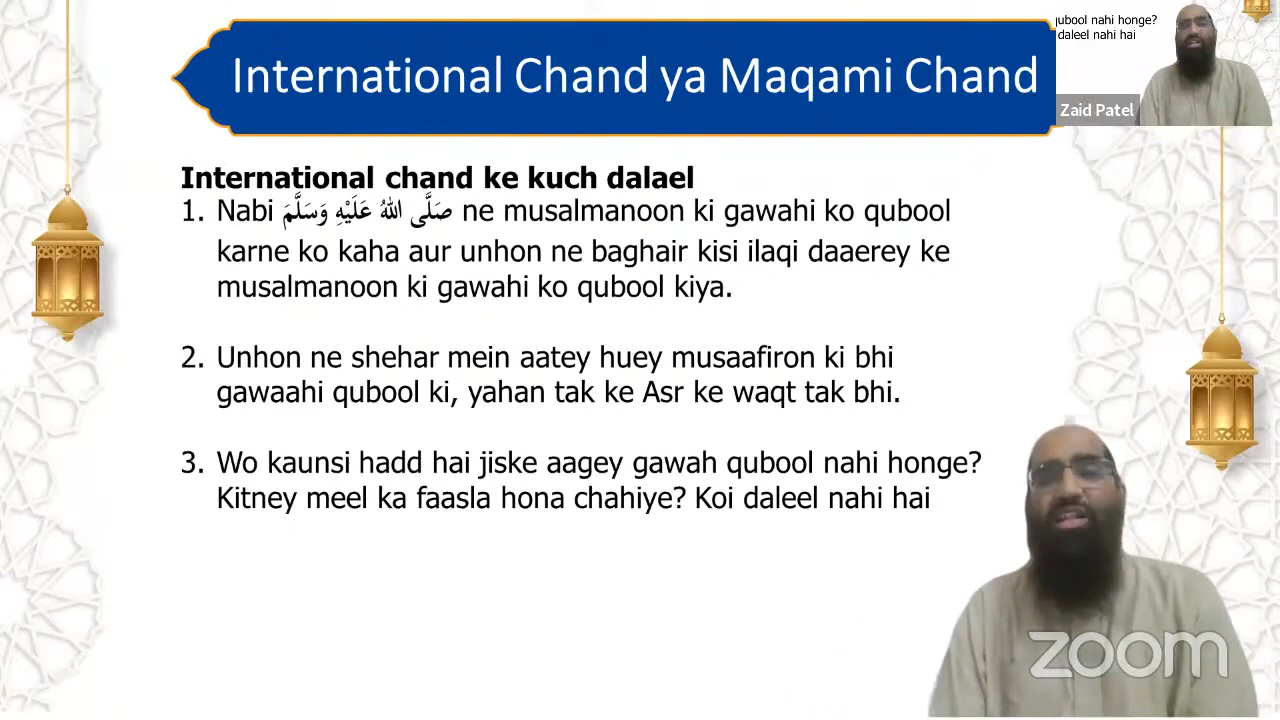 International Chand ya Maqami Chand
qubool nahi honge?
daleel nahi hai
Zaid Patel
International chand ke kuch dalael
1. Nabi صَلَّى اللهُ عَلَيْهِ وَسَلَّمَ ne musalmanoon ki gawahi ko qubool
karne ko kaha aur unhon ne baghair kisi ilaqi daaerey ke
musalmanoon ki gawahi ko qubool kiya.
2. Unhon ne shehar mein aatey huey musaafiron ki bhi
gawaahi qubool ki, yahan tak ke Asr ke waqt tak bhi.
3. Wo kaunsi hadd hai jiske aagey gawah qubool nahi honge?
Kitney meel ka faasla hona chahiye? Koi daleel nahi hai
zoom